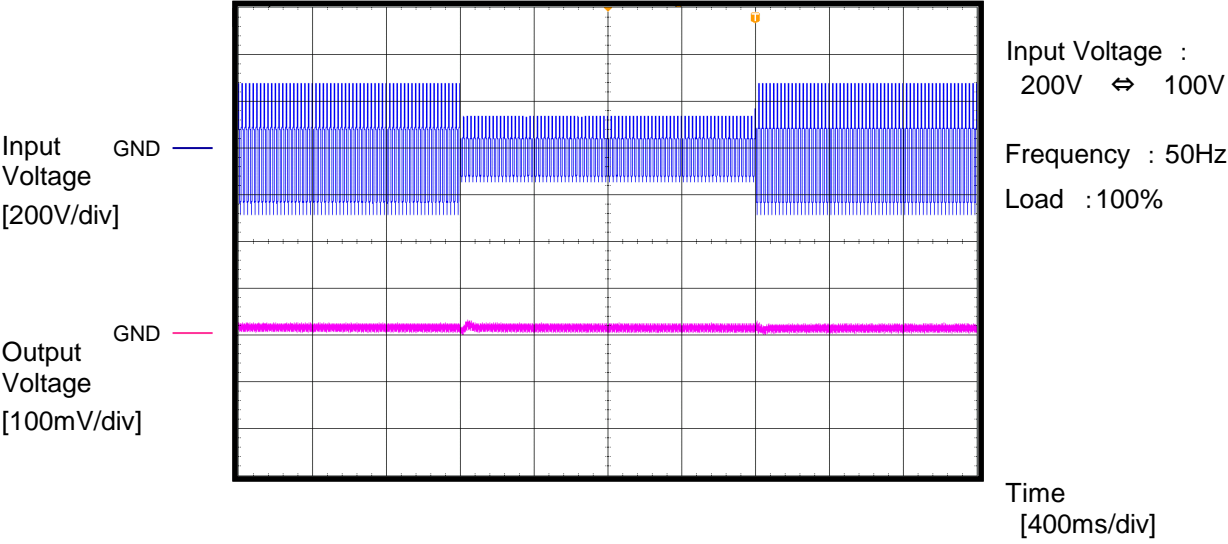 T
Input Voltage :
200V ⇔ 100V
Frequency : 50Hz
Load :100%
Input GND
Voltage
[200V/div]
GND
Output
Voltage
[100mV/div]
Time
[400ms/div]